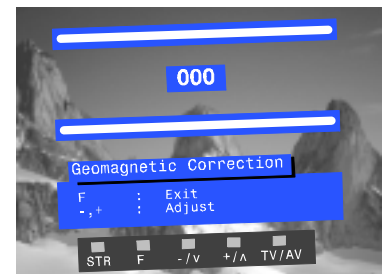 000
Geomagnetic Correction
F : Exit
-,+ : Adjust
STR F -/∨ +/∧ TV/AV